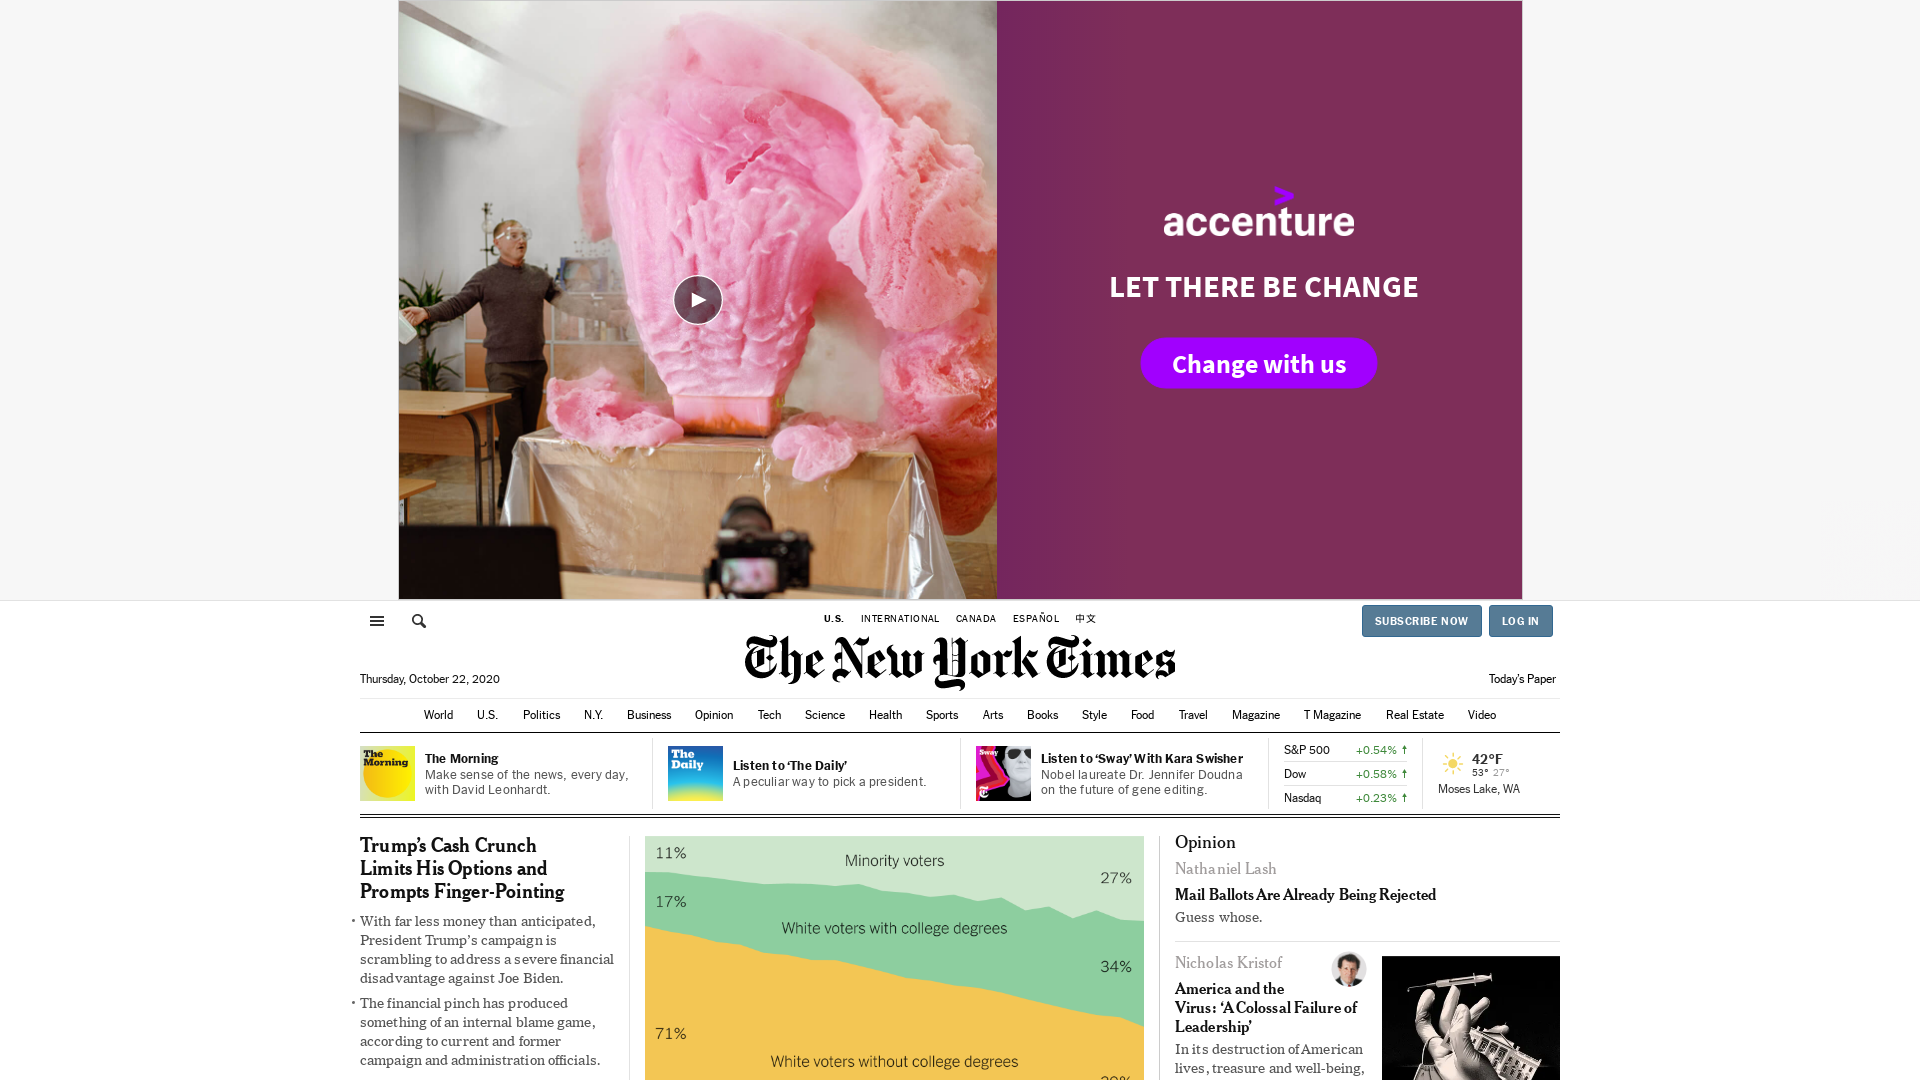 accenture
LET THERE BE CHANGE
Change with us
U.S. INTERNATIONAL CANADA ESPAÑOL 中文
SUBSCRIBE NOW LOG IN
The New York Times
Thursday, October 22, 2020
Today's Paper
World U.S. Politics N.Y. Business Opinion Tech Science Health Sports Arts Books Style Food Travel Magazine T Magazine Real Estate Video
The
Morning
The Morning
Make sense of the news, every day,
with David Leonhardt.
The
Daily
Listen to ‘The Daily’
A peculiar way to pick a president.
Sway
Listen to ‘Sway’ With Kara Swisher
Nobel laureate Dr. Jennifer Doudna
on the future of gene editing.
S&P 500 +0.54% ↑
Dow +0.58% ↑
Nasdaq +0.23% ↑
42°F
53° 27°
Moses Lake, WA
Trump’s Cash Crunch
Limits His Options and
Prompts Finger-Pointing
• With far less money than anticipated,
President Trump’s campaign is
scrambling to address a severe financial
disadvantage against Joe Biden.
• The financial pinch has produced
something of an internal blame game,
according to current and former
campaign and administration officials.
11%
Minority voters
27%
17%
White voters with college degrees
34%
71%
White voters without college degrees
Opinion
Nathaniel Lash
Mail Ballots Are Already Being Rejected
Guess whose.
Nicholas Kristof
America and the
Virus: ‘A Colossal Failure of
Leadership’
In its destruction of American
lives, treasure and well-being,